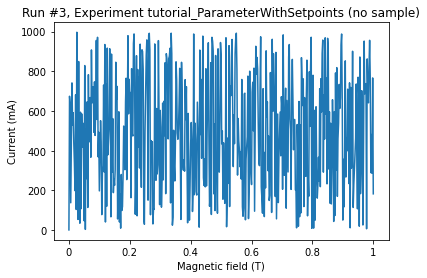 Run #3, Experiment tutorial_ParameterWithSetpoints (no sample)
1000
800
600
400
200
0
Current (mA)
0 0.2 0.4 0.6 0.8 1
Magnetic field (T)